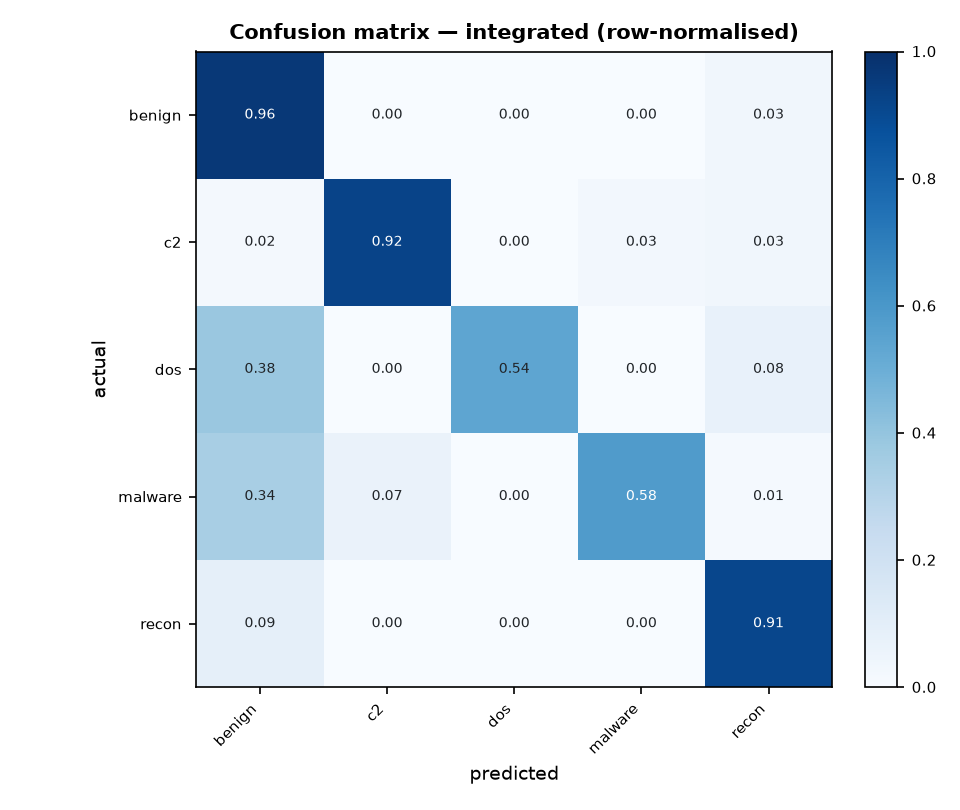 Confusion matrix — integrated (row-normalised)
benign 0.96 0.00 0.00 0.00 0.03
c2 0.02 0.92 0.00 0.03 0.03
dos 0.38 0.00 0.54 0.00 0.08
malware 0.34 0.07 0.00 0.58 0.01
recon 0.09 0.00 0.00 0.00 0.91
actual
benign c2 dos malware recon
predicted
1.0
0.8
0.6
0.4
0.2
0.0